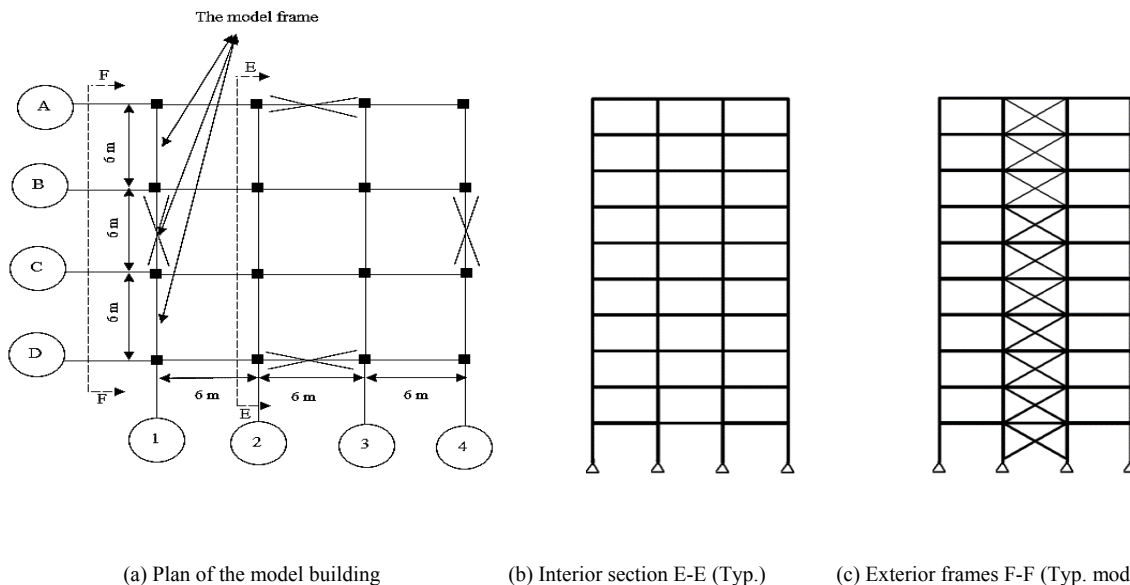 The model frame
F
E
A
6 m
B
6 m
C
6 m
D
F
6 m
6 m
6 m
E
1
2
3
4
(a) Plan of the model building
(b) Interior section E-E (Typ.)
(c) Exterior frames F-F (Typ. mod